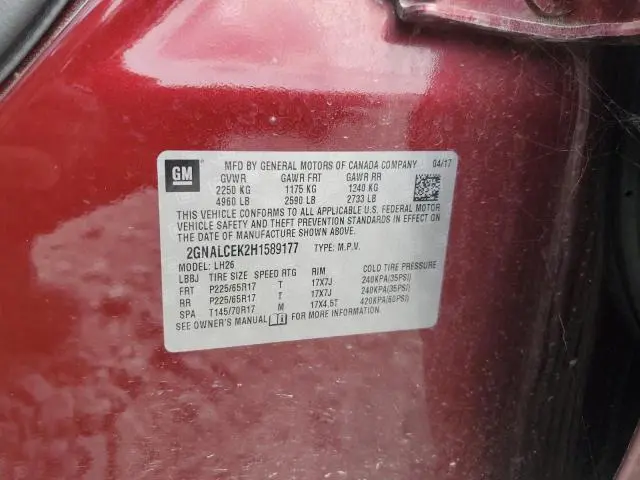 GM
MFD BY GENERAL MOTORS OF CANADA COMPANY 04/17
GVWR GAWR FRT GAWR RR
2250 KG 1175 KG 1240 KG
4960 LB 2590 LB 2733 LB
THIS VEHICLE CONFORMS TO ALL APPLICABLE U.S. FEDERAL MOTOR
VEHICLE SAFETY AND THEFT PREVENTION STANDARDS IN EFFECT ON
THE DATE OF MANUFACTURE SHOWN ABOVE.
2GNALCEK2H1589177 TYPE: M.P.V.
MODEL: LH26
LBBJ TIRE SIZE SPEED RTG RIM COLD TIRE PRESSURE
FRT P225/65R17 T 17X7J 240KPA(35PSI)
RR P225/65R17 T 17X7J 240KPA(35PSI)
SPA T145/70R17 M 17X4.5T 420KPA(60PSI)
SEE OWNER'S MANUAL FOR MORE INFORMATION.